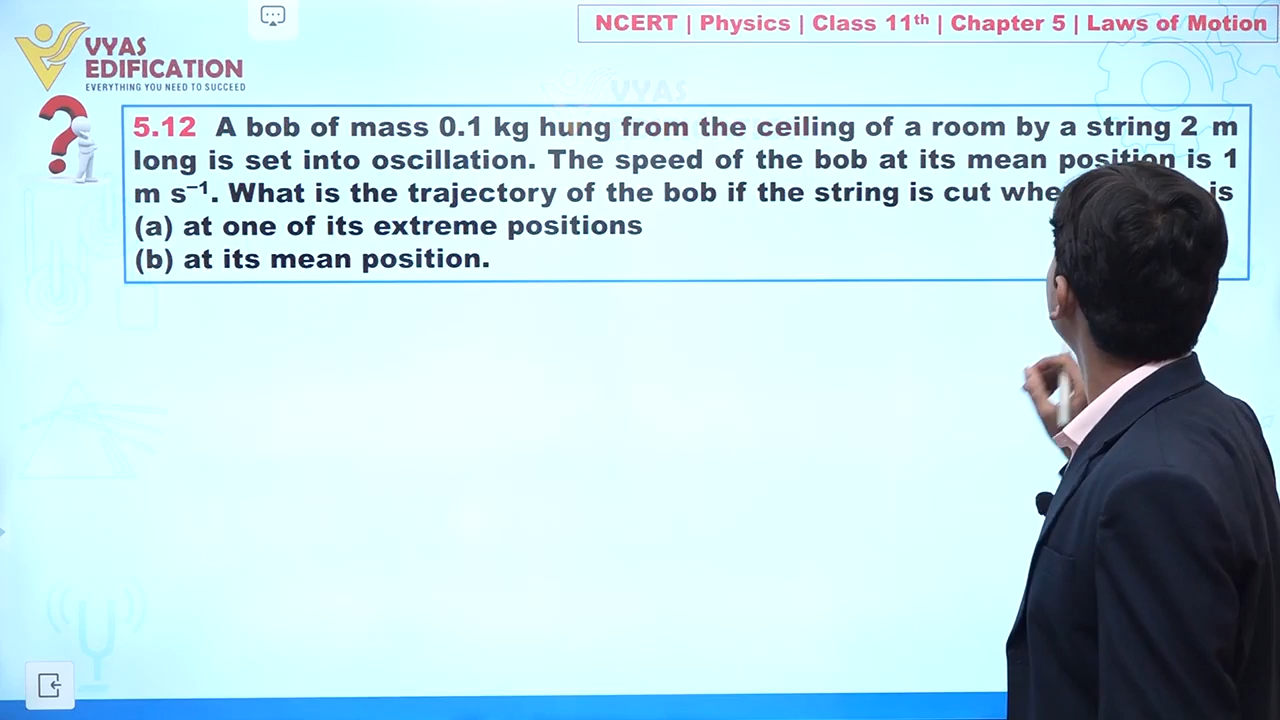 NCERT | Physics | Class 11th | Chapter 5 | Laws of Motion
VYAS
EDIFICATION
EVERYTHING YOU NEED TO SUCCEED
VYAS
5.12 A bob of mass 0.1 kg hung from the ceiling of a room by a string 2 m
long is set into oscillation. The speed of the bob at its mean position is 1
m s⁻¹. What is the trajectory of the bob if the string is cut is
(a) at one of its extreme positions
(b) at its mean position.